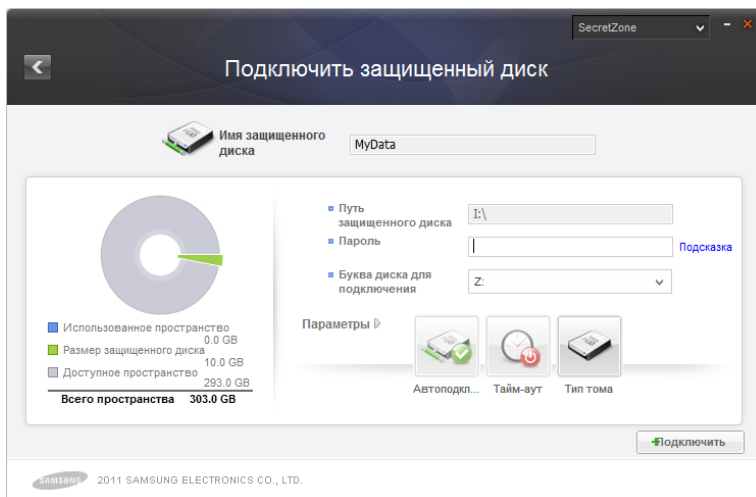 SecretZone
Подключить защищенный диск
Имя защищенного
диска
MyData
Путь
защищенного диска
I:\
Пароль
Подсказка
Буква диска для
подключения
Z:
Использованное пространство
0.0 GB
Размер защищенного диска
10.0 GB
Доступное пространство
293.0 GB
Всего пространства 303.0 GB
Параметры
Автоподкл... Тайм-аут Тип тома
Подключить
SAMSUNG 2011 SAMSUNG ELECTRONICS CO., LTD.